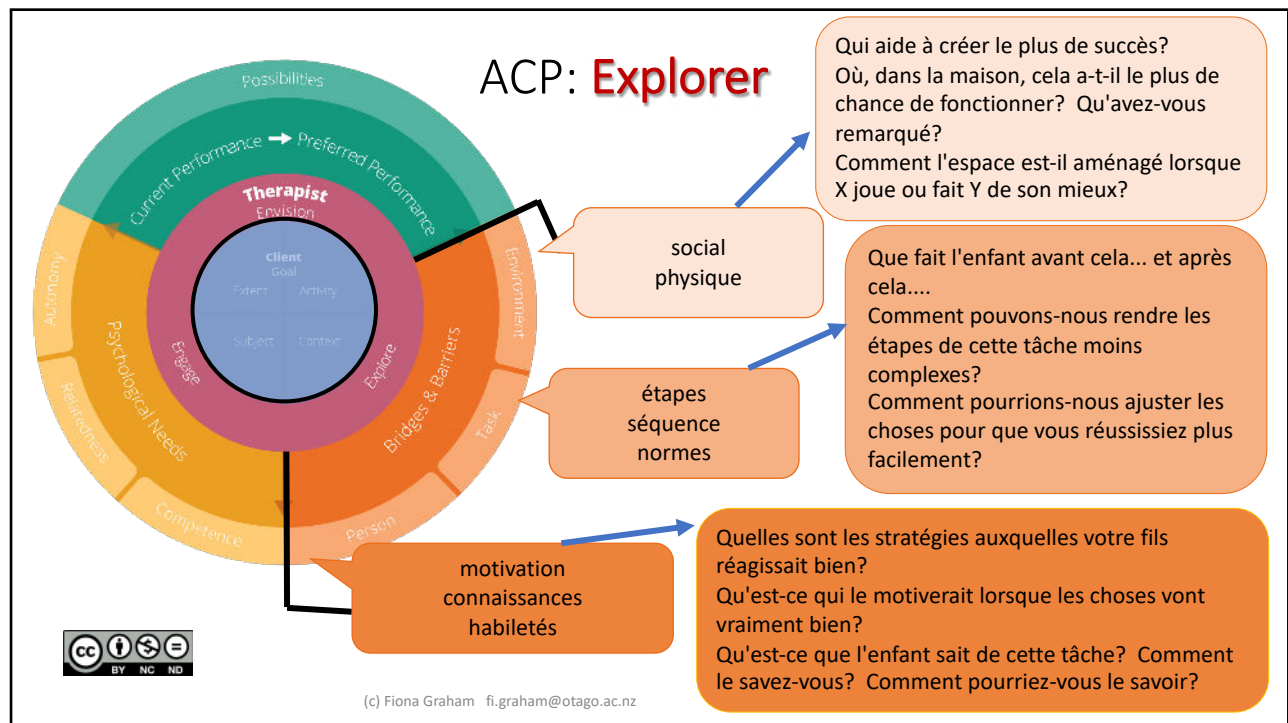 ACP: Explorer
Possibilities
Current Performance → Preferred Performance
Therapist
Envision
Client
Goal
Extent
Activity
Subject
Context
Engage
Explore
Autonomy
Relatedness
Competence
Psychological Needs
Environment
Task
Person
Bridges & Barriers
social
physique
Qui aide à créer le plus de succès?
Où, dans la maison, cela a-t-il le plus de
chance de fonctionner?  Qu'avez-vous
remarqué?
Comment l'espace est-il aménagé lorsque
X joue ou fait Y de son mieux?
étapes
séquence
normes
Que fait l'enfant avant cela... et après
cela....
Comment pouvons-nous rendre les
étapes de cette tâche moins
complexes?
Comment pourrions-nous ajuster les
choses pour que vous réussissiez plus
facilement?
motivation
connaissances
habiletés
Quelles sont les stratégies auxquelles votre fils
réagissait bien?
Qu'est-ce qui le motiverait lorsque les choses vont
vraiment bien?
Qu'est-ce que l'enfant sait de cette tâche?  Comment
le savez-vous?  Comment pourriez-vous le savoir?
cc
BY NC ND
(c) Fiona Graham fi.graham@otago.ac.nz